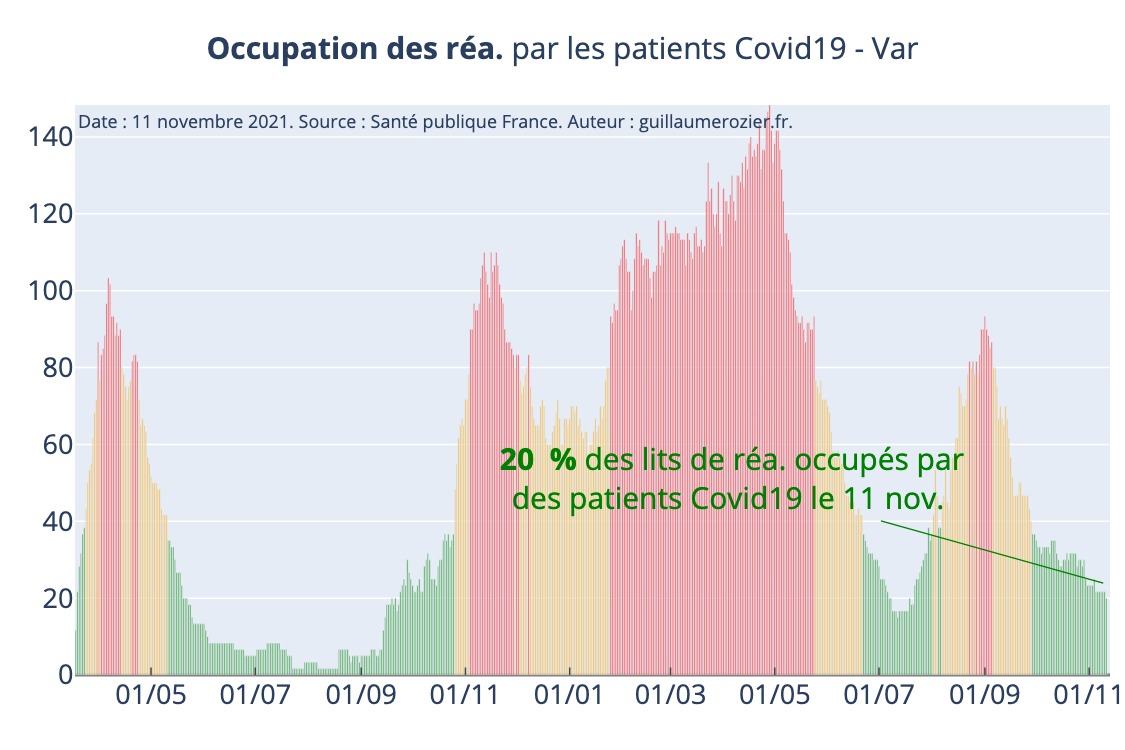 Occupation des réa. par les patients Covid19 - Var
Date : 11 novembre 2021. Source : Santé publique France. Auteur : guillaumerozier.fr.
140
120
100
80
60
40
20
0
20 % des lits de réa. occupés par
des patients Covid19 le 11 nov.
01/05 01/07 01/09 01/11 01/01 01/03 01/05 01/07 01/09 01/11